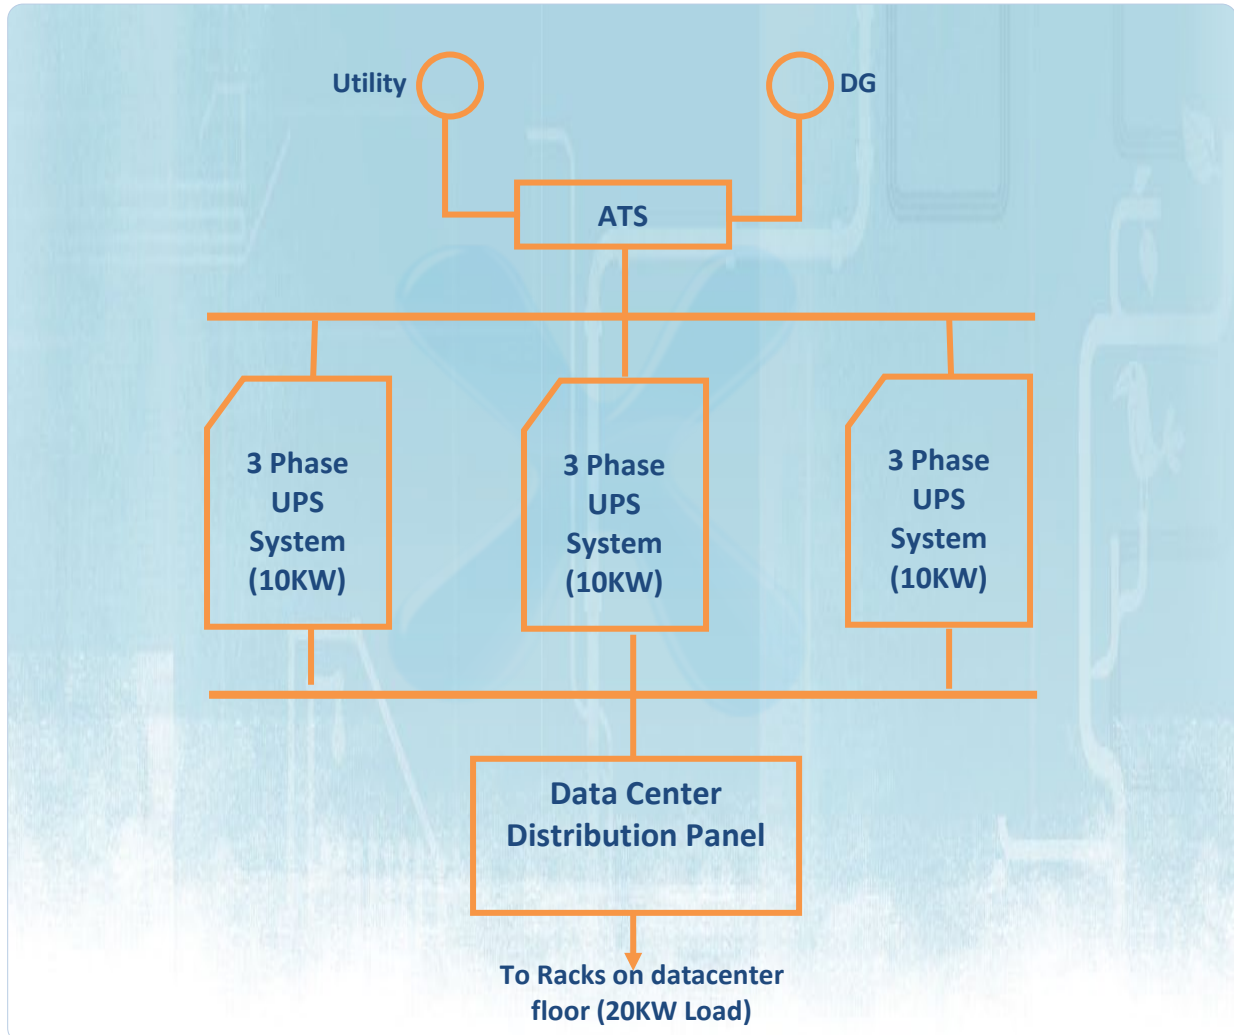 Utility
DG
ATS
3 Phase
UPS
System
(10KW)
3 Phase
UPS
System
(10KW)
3 Phase
UPS
System
(10KW)
Data Center
Distribution Panel
To Racks on datacenter
floor (20KW Load)